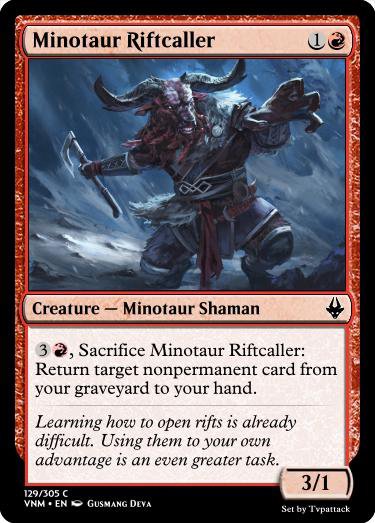 Minotaur Riftcaller 1
Creature — Minotaur Shaman
3 , Sacrifice Minotaur Riftcaller:
Return target nonpermanent card from
your graveyard to your hand.
Learning how to open rifts is already
difficult. Using them to your own
advantage is an even greater task.
3/1
129/305 C
VNM • EN Gusmang Deva
Set by Tvpattack